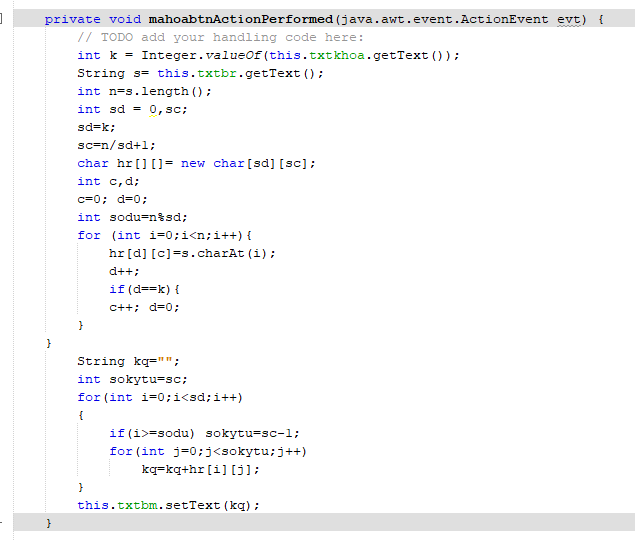 private void mahoabtnActionPerformed(java.awt.event.ActionEvent evt) {
// TODO add your handling code here:
int k = Integer.valueOf(this.txtkhoa.getText());
String s= this.txtbr.getText();
int n=s.length();
int sd = 0,sc;
sd=k;
sc=n/sd+1;
char hr[][]= new char[sd][sc];
int c,d;
c=0; d=0;
int sodu=n%sd;
for (int i=0;i<n;i++){
hr[d][c]=s.charAt(i);
d++;
if(d==k){
c++; d=0;
}
}
String kq="";
int sokytu=sc;
for(int i=0;i<sd;i++)
{
if(i>=sodu) sokytu=sc-1;
for(int j=0;j<sokytu;j++)
kq=kq+hr[i][j];
}
this.txtbm.setText(kq);
}